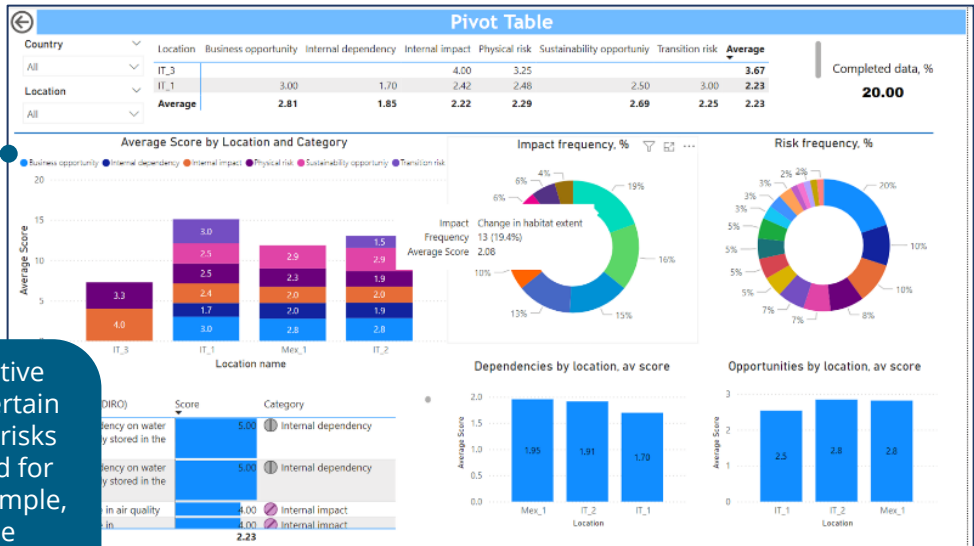 Pivot Table
Country
All
Location
All
Location Business opportunity Internal dependency Internal impact Physical risk Sustainability opportuniy Transition risk Average
IT_3 4.00 3.25 3.67
IT_1 3.00 1.70 2.42 2.48 2.50 3.00 2.23
Average 2.81 1.85 2.22 2.29 2.69 2.25 2.23
Completed data, %
20.00
Average Score by Location and Category
Business opportunity Internal dependency Internal impact Physical risk Sustainability opportuniy Transition risk
20
15
10
5
Average Score
3.3
4.0
3.0
2.5
2.5
2.4
1.7
3.0
2.9
2.3
2.0
2.0
2.8
1.5
2.9
1.9
2.0
1.9
2.8
IT_3 IT_1 Mex_1 IT_2
Location name
Impact frequency, %
19%
16%
15%
13%
10%
6%
6%
4%
Impact Change in habitat extent
Frequency 13 (19.4%)
Average Score 2.08
Risk frequency, %
20%
10%
10%
8%
7%
7%
5%
5%
5%
5%
3%
3%
3%
2%
2%
tive
ertain
risks
d for
mple,
e
DIRO) Score Category
dency on water
y stored in the
5.00 Internal dependency
dency on water
y stored in the
5.00 Internal dependency
in air quality 4.00 Internal impact
in 4.00 Internal impact
2.23
Dependencies by location, av score
2.0
1.5
1.0
0.5
0.0
Average Score
1.95 1.91 1.70
Mex_1 IT_2 IT_1
Location
Opportunities by location, av score
3
2
1
0
Average Score
2.5 2.8 2.8
IT_1 IT_2 Mex_1
Location